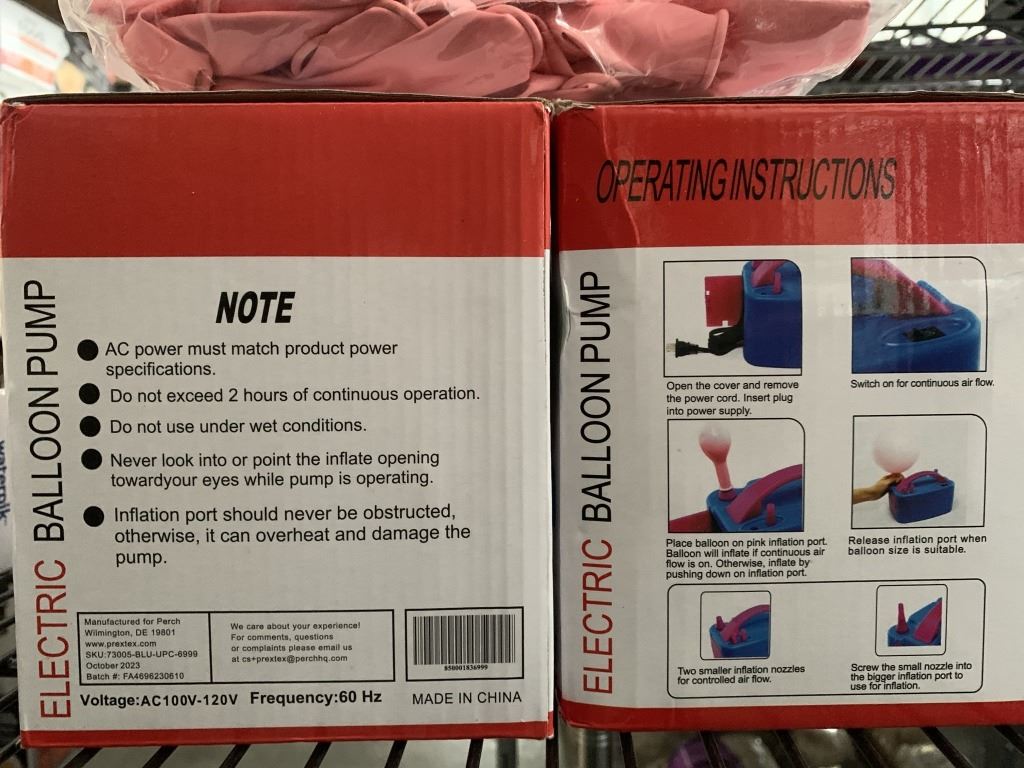 ELECTRIC BALLOON PUMP
NOTE
AC power must match product power
specifications.
Do not exceed 2 hours of continuous operation.
Do not use under wet conditions.
Never look into or point the inflate opening
towardyour eyes while pump is operating.
Inflation port should never be obstructed,
otherwise, it can overheat and damage the
pump.
Manufactured for Perch
Wilmington, DE 19801
www.prextex.com
SKU:73005-BLU-UPC-6999
October 2023
Batch #: FA4696230610
We care about your experience!
For comments, questions
or complaints please email us
at cs+prextex@perchhq.com
850001836999
Voltage:AC100V-120V Frequency:60 Hz
MADE IN CHINA
OPERATING INSTRUCTIONS
ELECTRIC BALLOON PUMP
Open the cover and remove
the power cord. Insert plug
into power supply.
Switch on for continuous air flow.
Place balloon on pink inflation port.
Balloon will inflate if continuous air
flow is on. Otherwise, inflate by
pushing down on inflation port.
Release inflation port when
balloon size is suitable.
Two smaller inflation nozzles
for controlled air flow.
Screw the small nozzle into
the bigger inflation port to
use for inflation.
waterpik